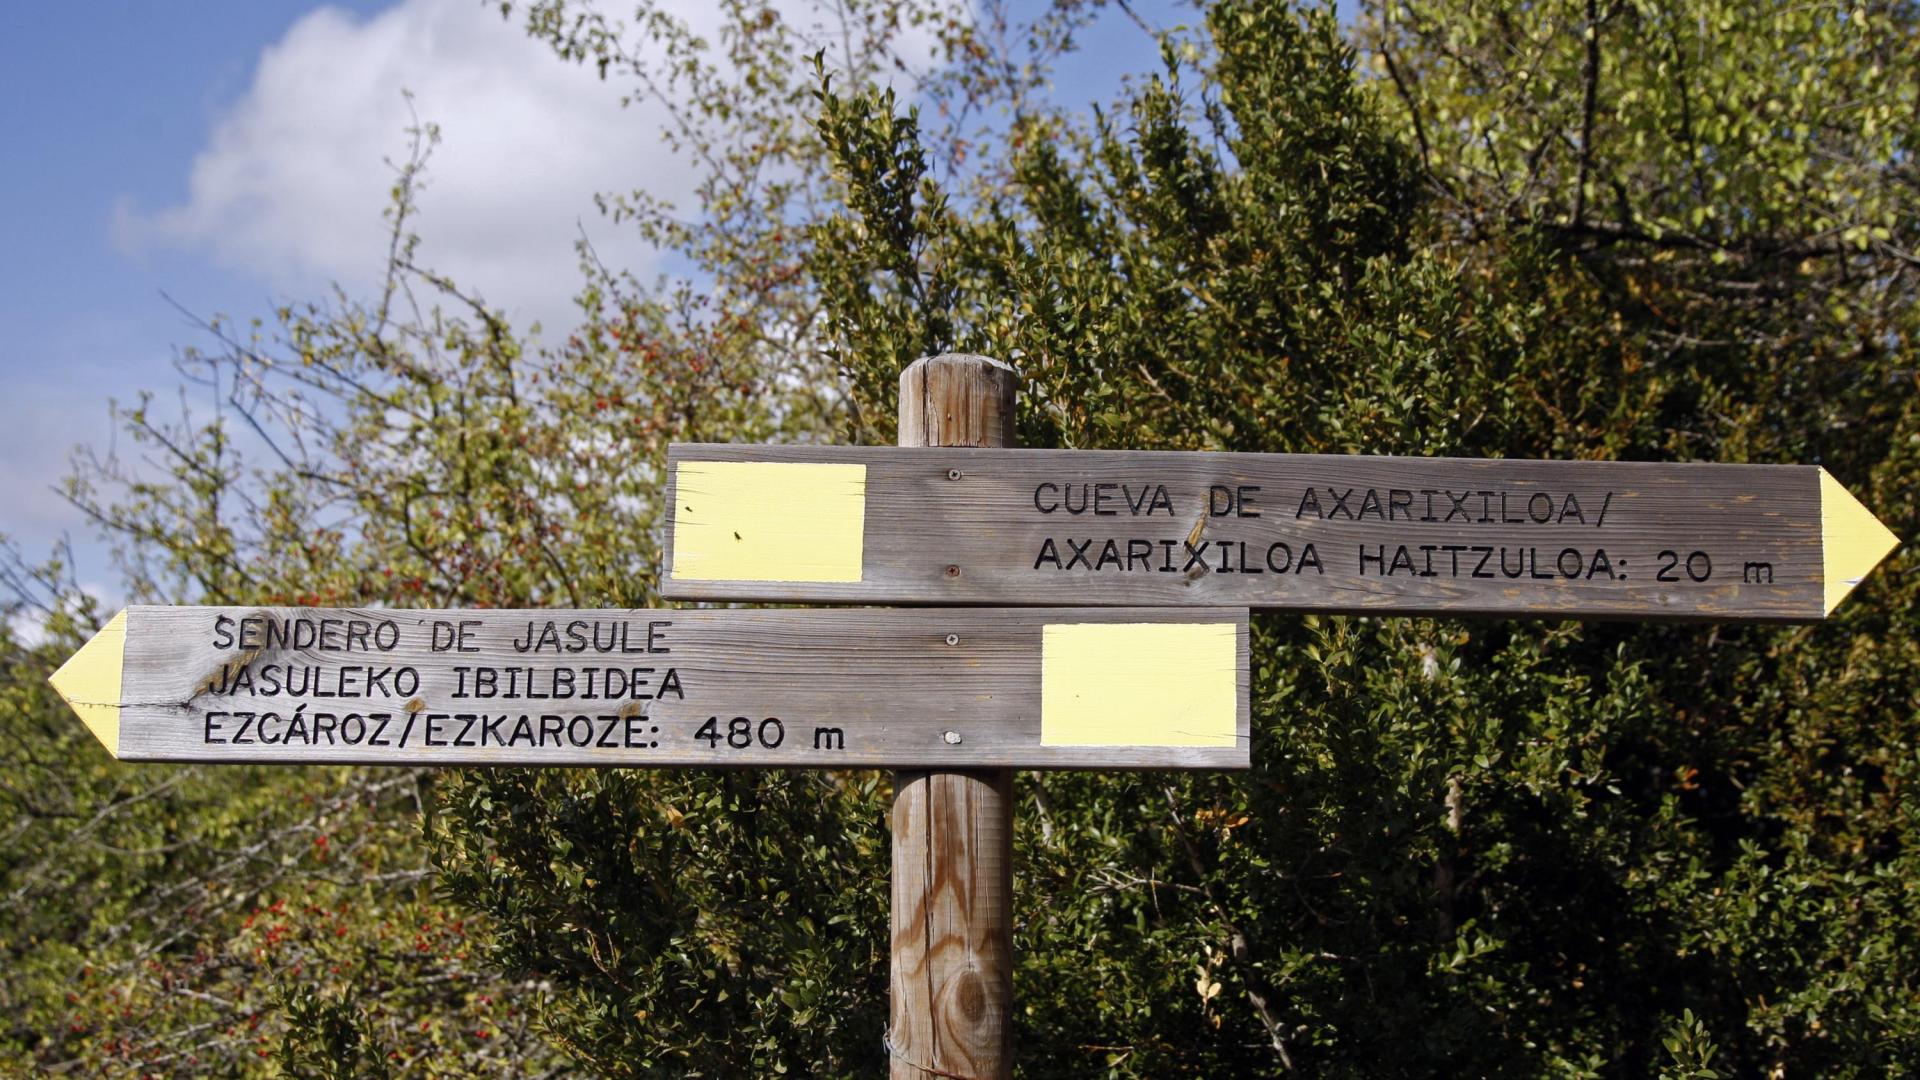 CUEVA DE AXARIXILOA/
AXARIXILOA HAITZULOA: 20 m
SENDERO DE JASULE
JASULEKO IBILBIDEA
EZCÁROZ/EZKAROZE: 480 m